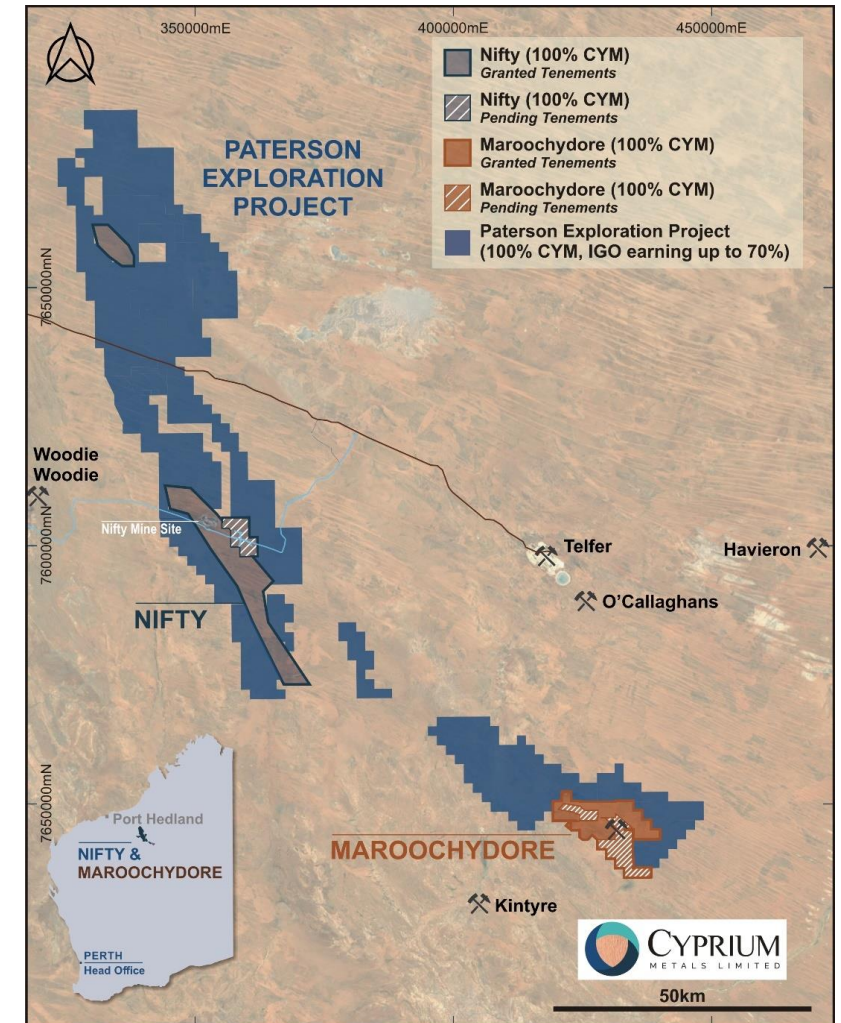 350000mE
400000mE
450000mE
Nifty (100% CYM)
Granted Tenements
Nifty (100% CYM)
Pending Tenements
Maroochydore (100% CYM)
Granted Tenements
Maroochydore (100% CYM)
Pending Tenements
Paterson Exploration Project
(100% CYM, IGO earning up to 70%)
PATERSON
EXPLORATION
PROJECT
7650000mN
Woodie
Woodie
Nifty Mine Site
7600000mN
Telfer
Havieron
O'Callaghans
NIFTY
7650000mN
Port Hedland
NIFTY &
MAROOCHYDORE
PERTH
Head Office
MAROOCHYDORE
Kintyre
CYPRIUM
METALS LIMITED
50km